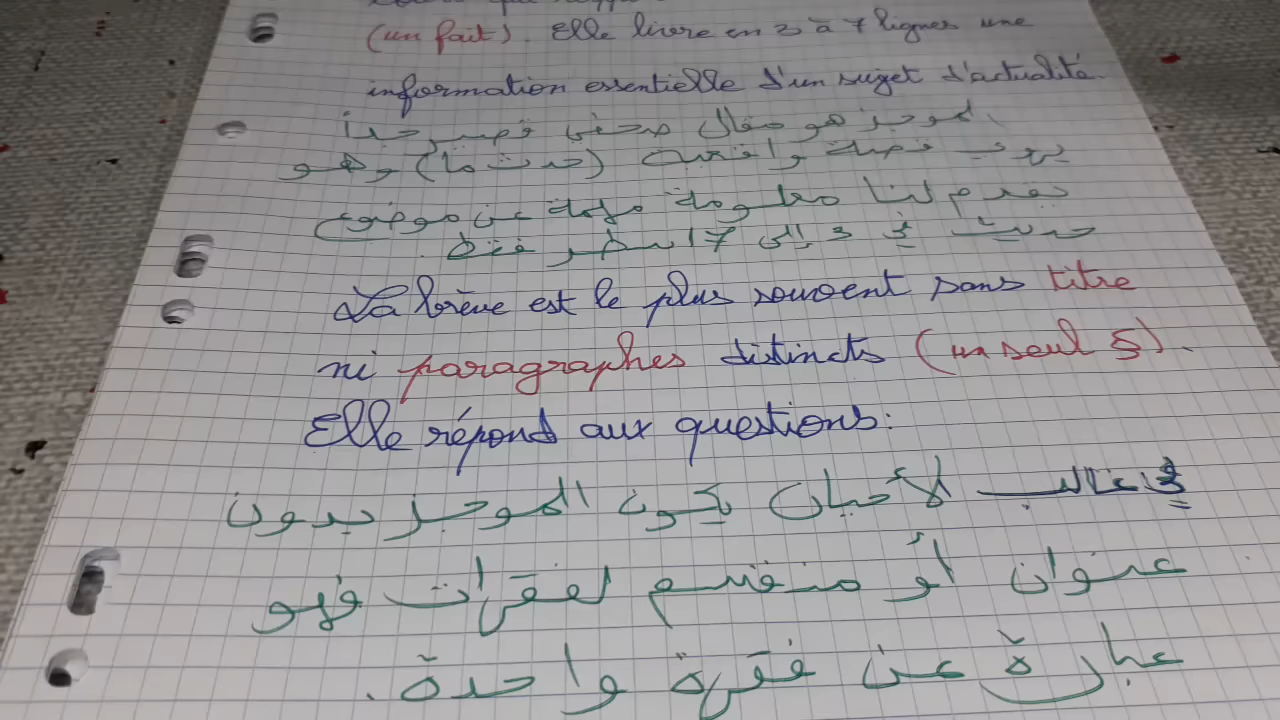 (un fait). Elle livre en 3 à 7 lignes une
information essentielle d'un sujet d'actualité.
الموجز هو مقال صحفي قصير جداً
يروي قصة واقعية (حدث ما) وهو
يقدم لنا معلومة مهمة عن موضوع
حديث في 3 إلى 7 اسطر فقط.
La brève est le plus souvent sans titre
ni paragraphes distincts (un seul §).
Elle répond aux questions:
في غالب لأحيان يكون الموجز بدون
عنوان أو منقسم لفقرات فهو
عبارة عن فقرة واحدة.